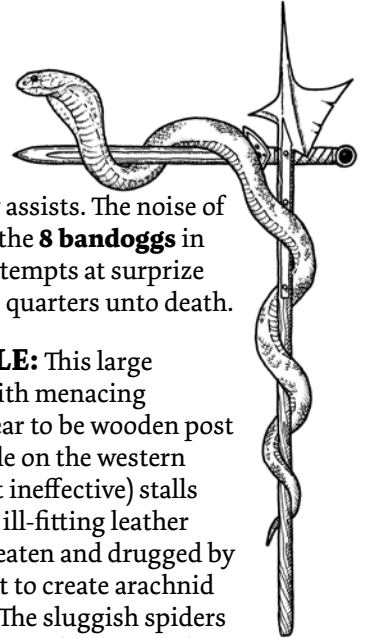 assists. The noise of
the 8 bandoggs in
tempts at surprize
quarters unto death.
LE: This large
ith menacing
ear to be wooden post
le on the western
t ineffective) stalls
ill-fitting leather
eaten and drugged by
t to create arachnid
The sluggish spiders